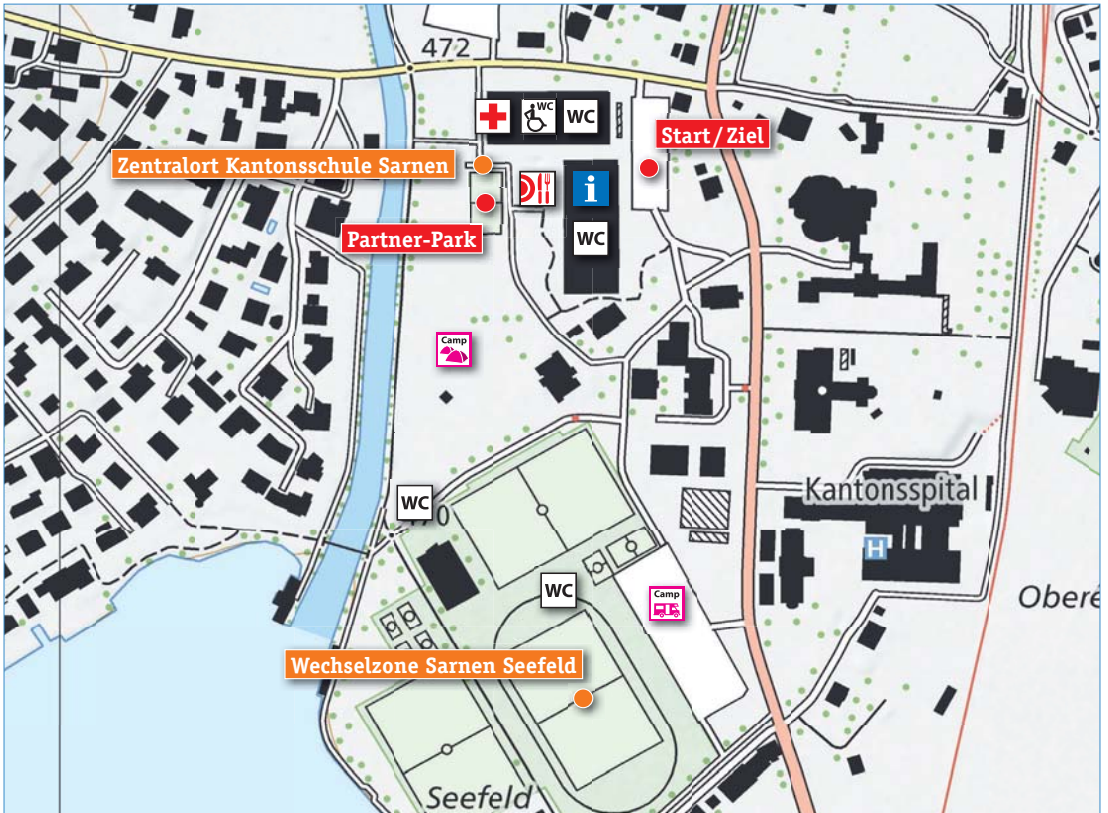 472
WC
WC
Start / Ziel
Zentralort Kantonsschule Sarnen
i
Partner-Park
WC
Camp
Kantonsspital
WC
H
WC
Camp
Obere
Wechselzone Sarnen Seefeld
Seefeld